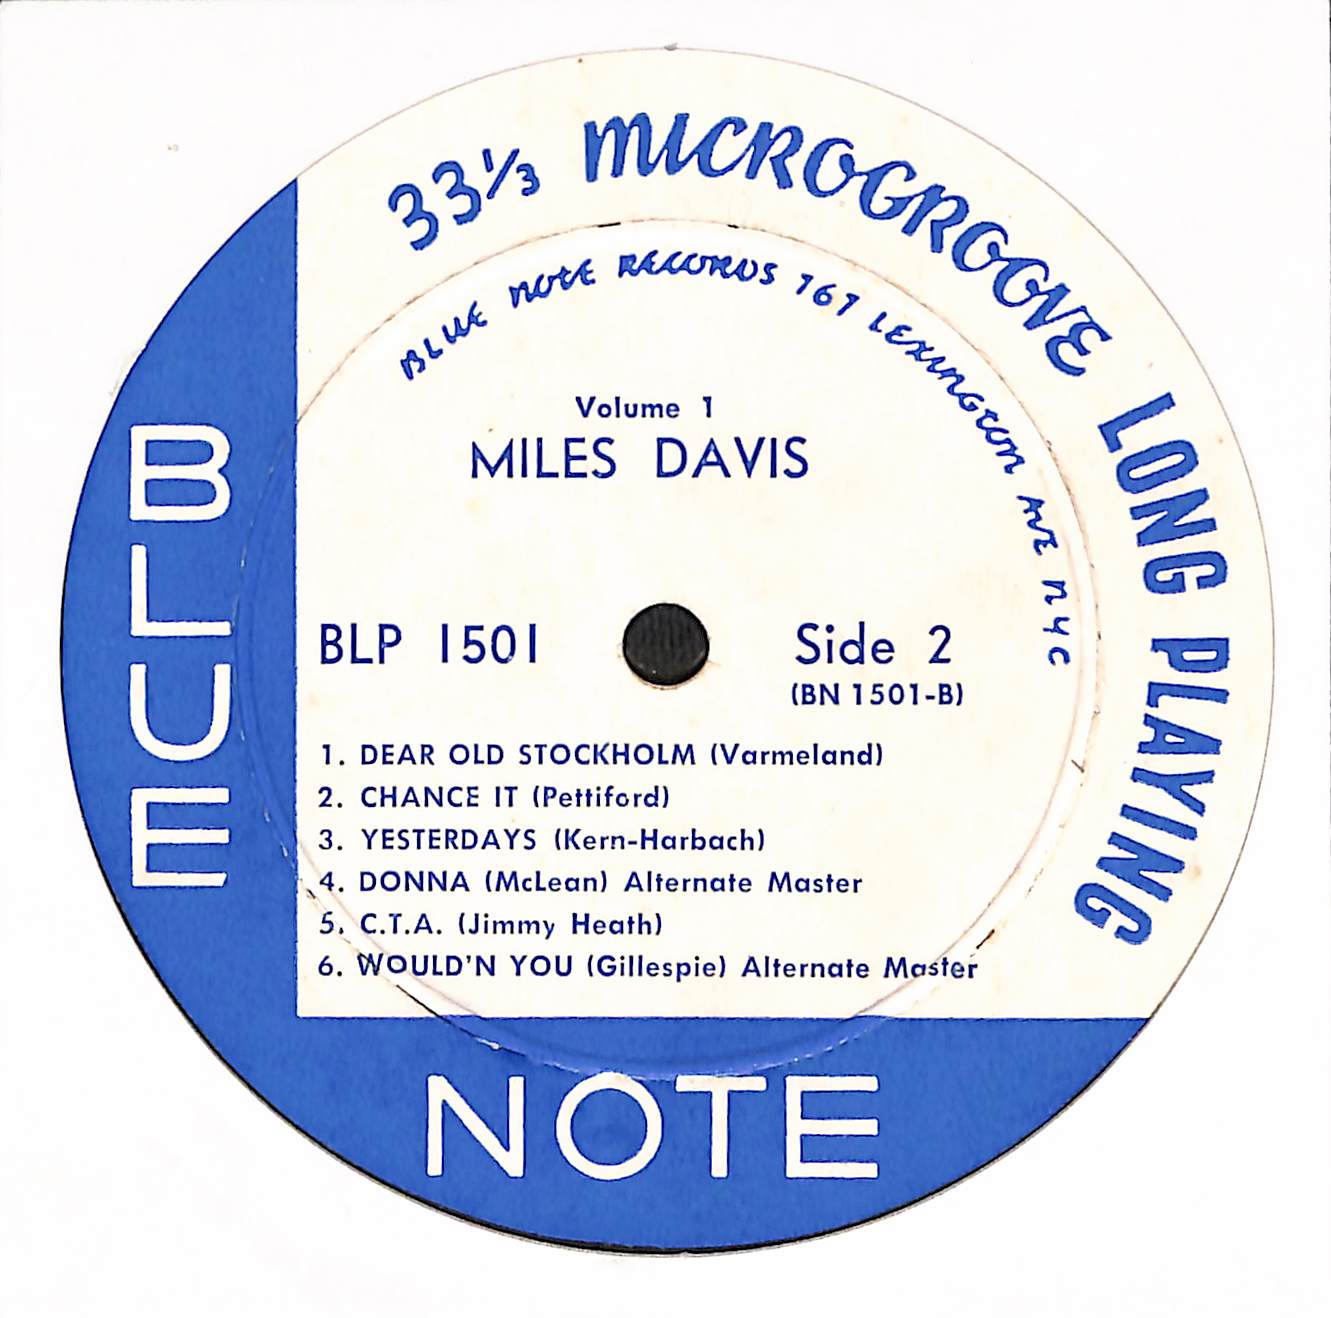 33⅓ MICROGROOVE LONG PLAYING
BLUE NOTE RECORDS 767 LEXINGTON AVE NYC
Volume 1
MILES DAVIS
BLP 1501
Side 2
(BN 1501-B)
1. DEAR OLD STOCKHOLM (Varmeland)
2. CHANCE IT (Pettiford)
3. YESTERDAYS (Kern-Harbach)
4. DONNA (McLean) Alternate Master
5. C.T.A. (Jimmy Heath)
6. WOULD'N YOU (Gillespie) Alternate Master
BLUE
NOTE